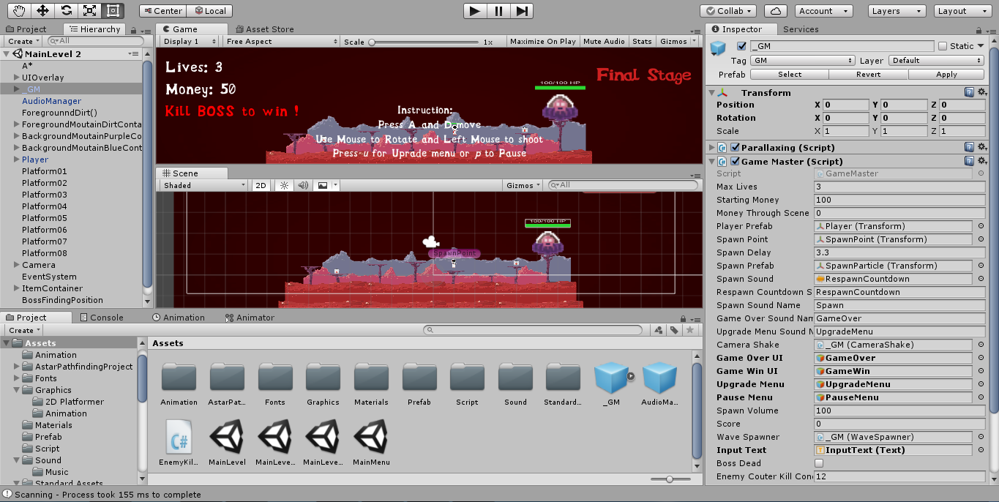 Center Local Collab Account Layers Layout
Project Hierarchy
Create All
MainLevel 2
A*
UIOverlay
_GM
AudioManager
ForegrounndDirt()
ForegroundMoutainDirtConta
BackgroundMoutainPurpleCo
BackgroundMoutainBlueCont
Player
Platform01
Platform02
Platform03
Platform04
Platform05
Platform06
Platform07
Platform08
Camera
EventSystem
ItemContainer
BossFindingPosition
Game Asset Store
Display 1 Free Aspect Scale 1x Maximize On Play Mute Audio Stats Gizmos
Lives: 3
Money: 50
Kill BOSS to win !
Final Stage
100/100 HP
Instruction:
Press A and D move
Use Mouse to Rotate and Left Mouse to shoot
Press-u for Uprade menu or p to Pause
Scene
Shaded 2D Gizmos All
100/100 HP
SpawnPoint
Project Console Animation Animator
Create
Assets
Animation
AstarPathfindingProject
Fonts
Graphics
2D Platformer
Animation
Materials
Prefab
Script
Sound
Music
Standard Assets
Assets
Animation AstarPat... Fonts Graphics Materials Prefab Script Sound Standard... _GM AudioMa...
C#
EnemyKil... MainLevel MainLeve... MainLeve... MainMenu
Inspector Services
_GM Static
Tag GM Layer Default
Prefab Select Revert Apply
Transform
Position X 0 Y 0 Z 0
Rotation X 0 Y 0 Z 0
Scale X 1 Y 1 Z 1
Parallaxing (Script)
Game Master (Script)
Script GameMaster
Max Lives 3
Starting Money 100
Money Through Scene 0
Player Prefab Player (Transform)
Spawn Point SpawnPoint (Transform)
Spawn Delay 3.3
Spawn Prefab SpawnParticle (Transform)
Spawn Sound RespawnCountdown
Respawn Countdown S RespawnCountdown
Spawn Sound Name Spawn
Game Over Sound Nam GameOver
Upgrade Menu Sound N UpgradeMenu
Camera Shake _GM (CameraShake)
Game Over UI GameOver
Game Win UI GameWin
Upgrade Menu UpgradeMenu
Pause Menu PauseMenu
Spawn Volume 100
Score 0
Wave Spawner _GM (WaveSpawner)
Input Text InputText (Text)
Boss Dead
Enemy Couter Kill Con 12
Scanning - Process took 155 ms to complete